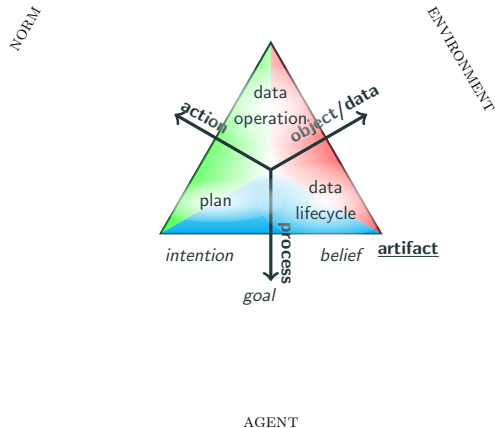 NORM
ENVIRONMENT
data
operation
action
object/data
plan
data
lifecycle
process
intention
belief
artifact
goal
AGENT